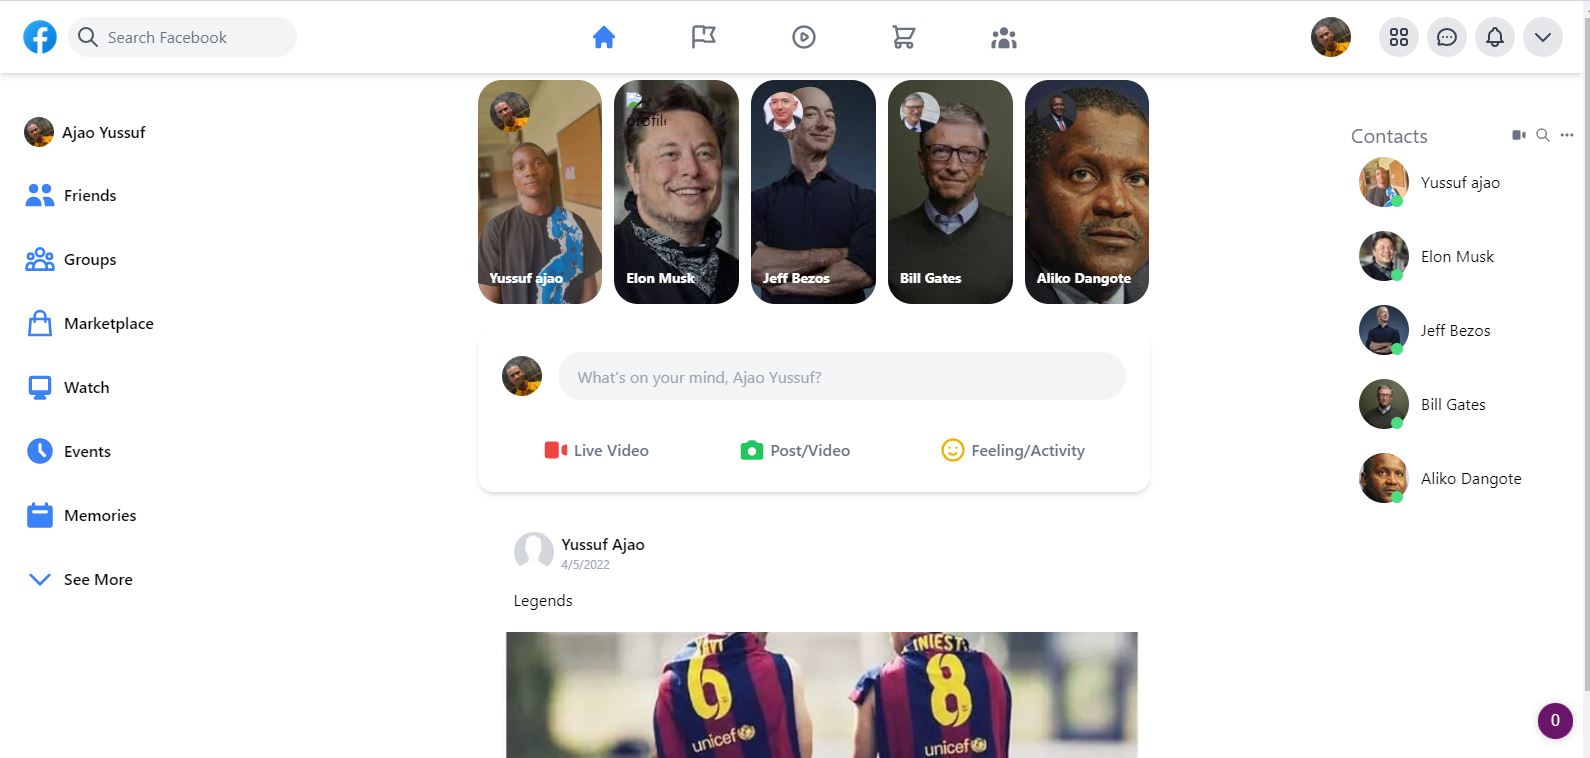 Search Facebook
Ajao Yussuf
Friends
Groups
Marketplace
Watch
Events
Memories
See More
profile
Yussuf ajao
Elon Musk
Jeff Bezos
Bill Gates
Aliko Dangote
What's on your mind, Ajao Yussuf?
Live Video
Post/Video
Feeling/Activity
Yussuf Ajao
4/5/2022
Legends
6
unicef
INIEST
8
unicef
Contacts
Yussuf ajao
Elon Musk
Jeff Bezos
Bill Gates
Aliko Dangote
0